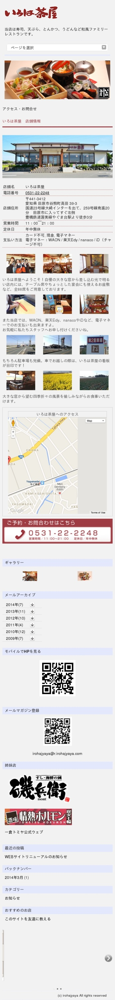 いろは茶屋
当店は寿司、天ぷら、とんかつ、うどんなど和風ファミリー
レストランです。
ページを選択
アクセス・お問合せ
いろは茶屋　店舗情報
店舗名 いろは茶屋
電話番号 0531-22-2248
〒441-3412
愛知県 田原市谷熊町高田 39-3
店舗住所 国道23号線大崎インターを出て、259号線南進20
分　田原市に入ってすぐ左側
豊橋鉄道渥美線やぐま台駅より徒歩3分
営業時間 11：00￣21：00
定休日 年中無休
カード不可, 現金, 電子マネー
支払い方法 電子マネー：WAON / 楽天Edy / nanaco / iD（チャ
ージ不可）
いろは茶屋へようこそ！自慢の大きな窓から差し込む光で明る
い店内には、テーブル席やちょっとした宴会にも使えるお座敷
など、全88席をご用意しております。
また当店では、WAON、楽天Edy、nanacoやiDなど、電子マネ
ーでのお支払いも出来ますよ。
お気軽に私たちスタッフへお申し付けくださいね。
第2駐車場
もちろん駐車場も完備。車でお越しの際は、いろは茶屋の看板
が目印です！
大きな窓から望む四季折々の風景を愉しみながらお食事いただ
けます。
いろは茶屋へのアクセス
Map
Tahara Hwy
ENAWA
259
ADA
Yagumadai
やぐま台
Mori
Dentistry
森歯科
KAMIYOSHISHITA
YAGURAMAE
YAS
Google
Terms of Use
ご予約・お問合わせはこちら
0531-22-2248
営業時間／11：00〜21：00　定休日／年中無休
ギャラリー
メールアーカイブ
2014年(7)
2013年(11)
2012年(10)
2011年(4)
2010年(12)
2009年(7)
モバイルでHPを見る
メールマガジン登録
irohajyaya@r.irohajyaya.com
姉妹店
すし・海鮮の國
磯兵衛
ISOBE
酒場 情熱ホルモン 炭火七輪
JONETSU HORUMON
一倉トミヤ公式ウェブ
最近の投稿
WEBサイトリニューアルのお知らせ
バックナンバー
2014年3月 (1)
カテゴリー
お知らせ
おすすめのお店
このサイトを友達に教える
(c) irohajyaya All rights reserved